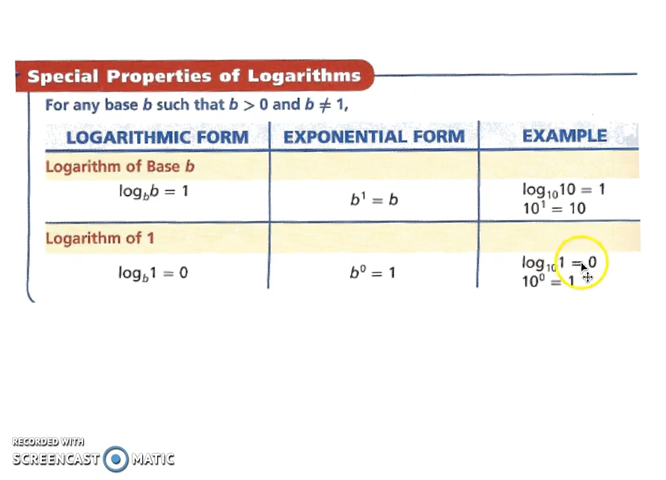 Special Properties of Logarithms
For any base b such that b > 0 and b ≠ 1,
LOGARITHMIC FORM EXPONENTIAL FORM EXAMPLE
Logarithm of Base b
log_b b = 1 b¹ = b log₁₀10 = 1
10¹ = 10
Logarithm of 1
log_b 1 = 0 b⁰ = 1 log₁₀1 = 0
10⁰ = 1
RECORDED WITH
SCREENCAST MATIC